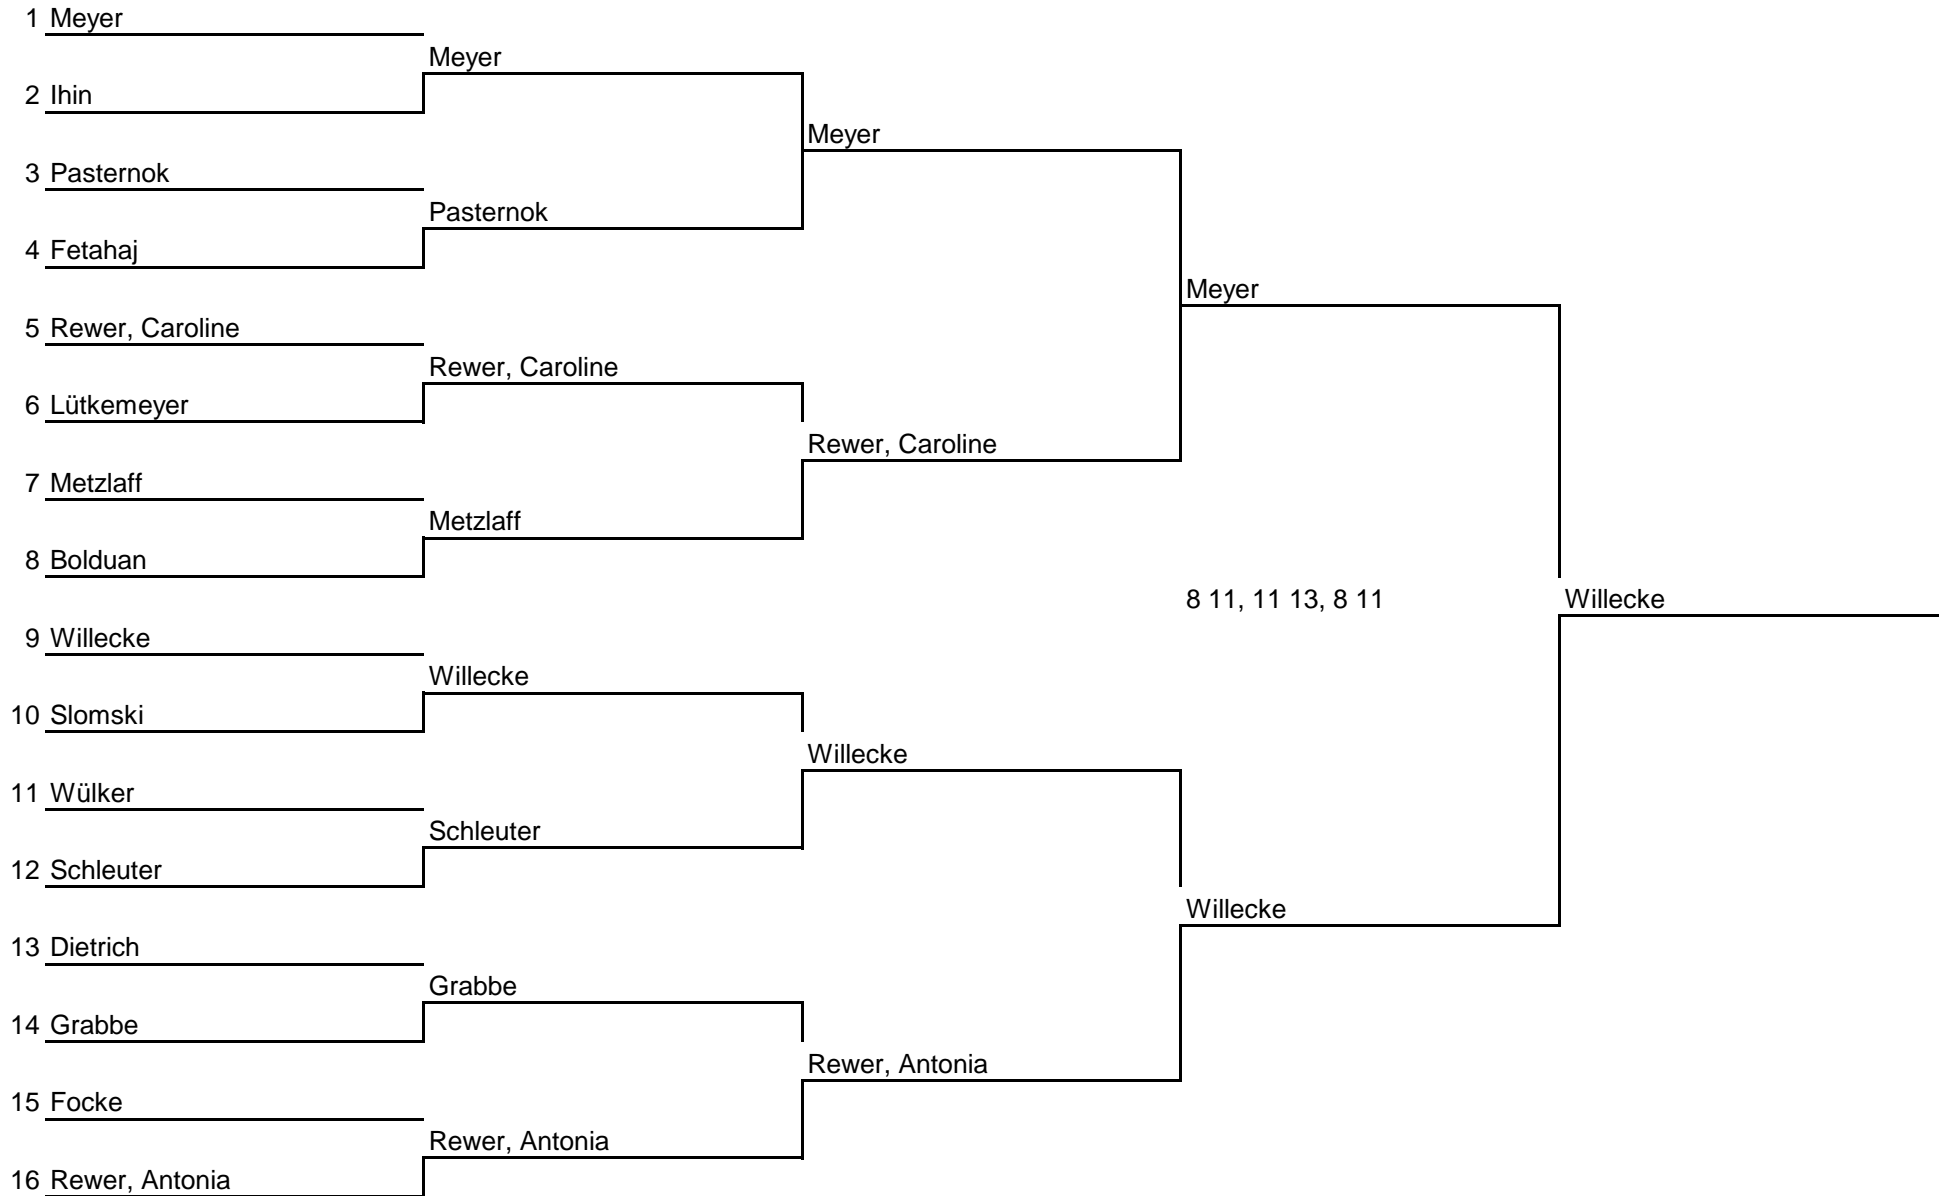 1 Meyer
Meyer
2 Ihin
Meyer
3 Pasternok
Pasternok
4 Fetahaj
Meyer
5 Rewer, Caroline
Rewer, Caroline
6 Lütkemeyer
Rewer, Caroline
7 Metzlaff
Metzlaff
8 Bolduan
8 11, 11 13, 8 11
Willecke
9 Willecke
Willecke
10 Slomski
Willecke
11 Wülker
Schleuter
12 Schleuter
Willecke
13 Dietrich
Grabbe
14 Grabbe
Rewer, Antonia
15 Focke
Rewer, Antonia
16 Rewer, Antonia